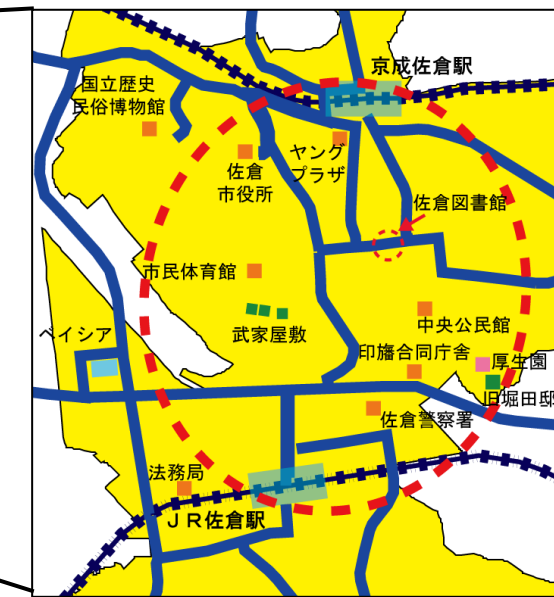 京成佐倉駅
国立歴史
民俗博物館
ヤング
プラザ
佐倉
市役所
佐倉図書館
市民体育館
ベイシア
武家屋敷
中央公民館
印旛合同庁舎
厚生園
旧堀田邸
佐倉警察署
法務局
ＪＲ佐倉駅